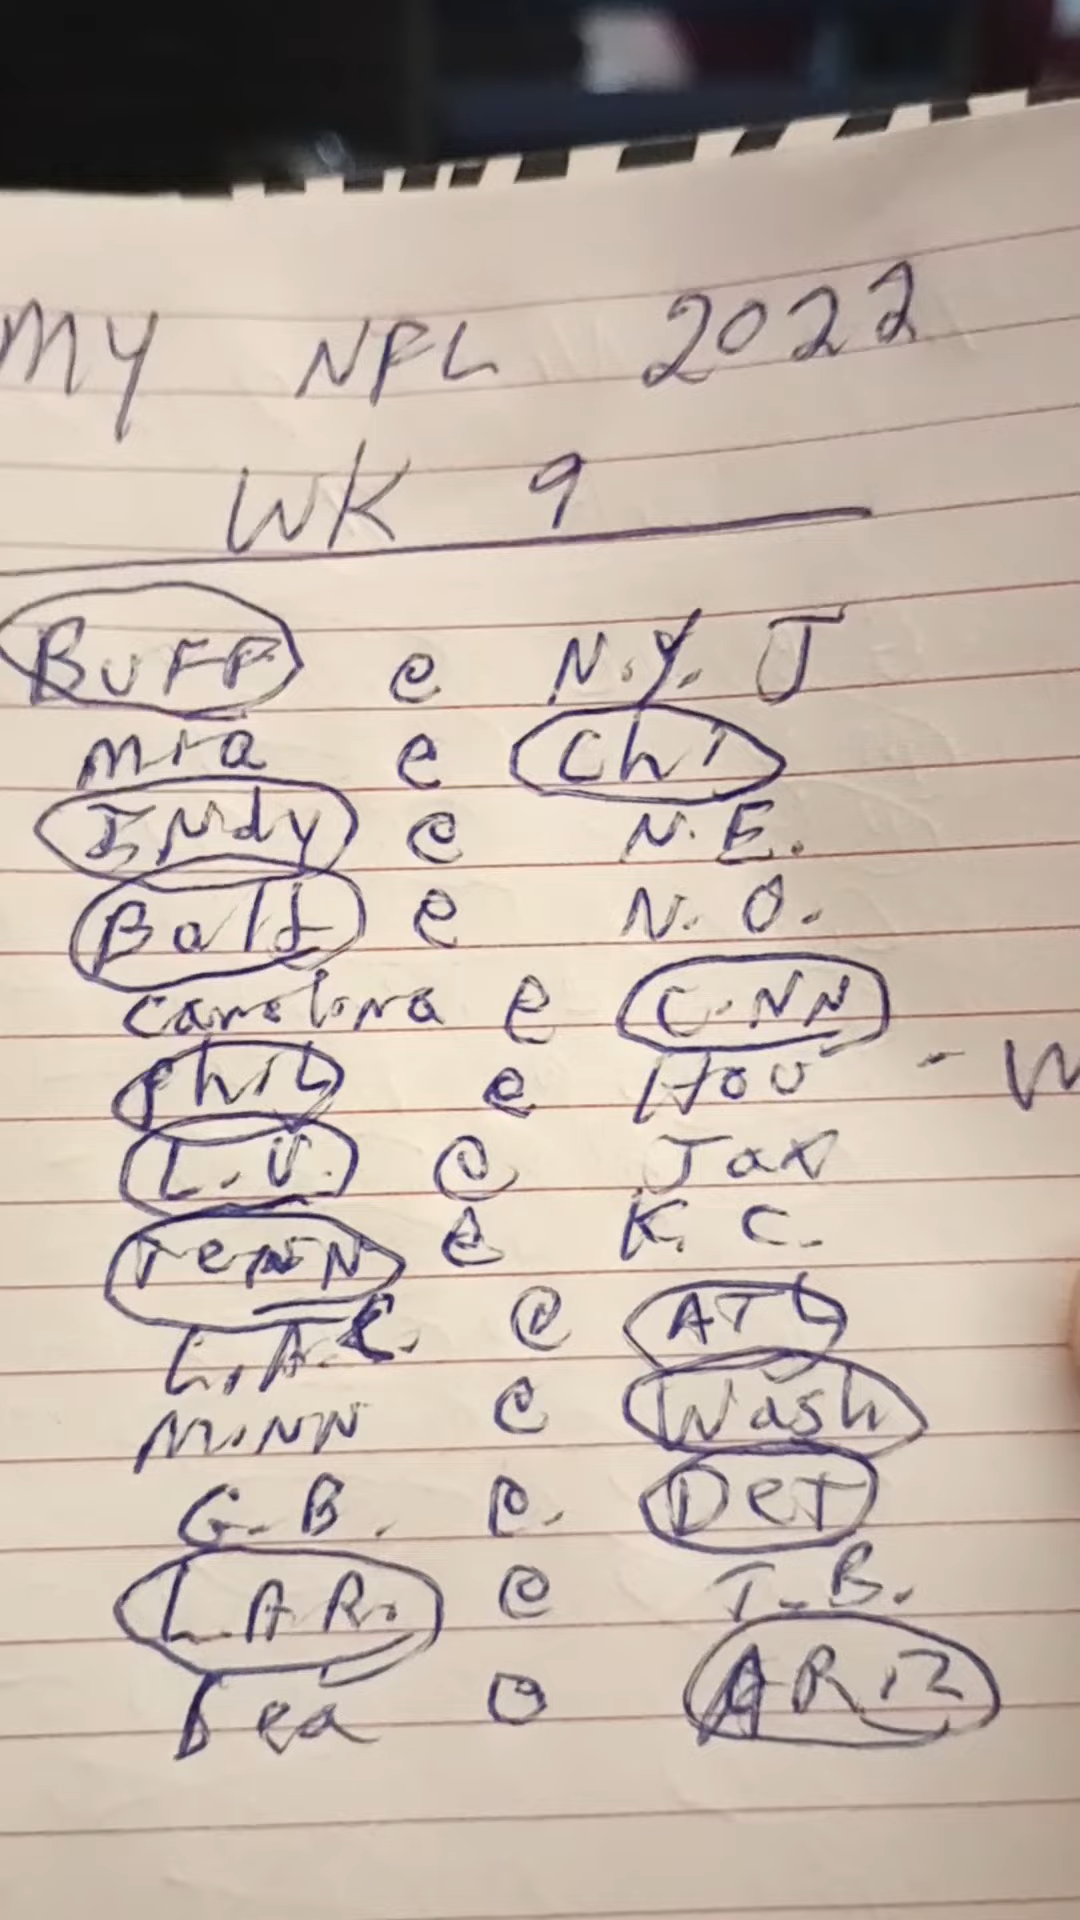 MY NFL 2022
WK 9
BUFF @ N.Y. J
Mia @ Chi
INdy @ N.E.
Balt @ N.O.
Carolina @ CiNN
Phil @ HOU - W
L.V. @ Jax
TeNN @ K.C.
L.A.C. @ ATL
MiNN @ Wash
G.B. @ Det
L.A.R. @ T.B.
Sea @ ARiZ